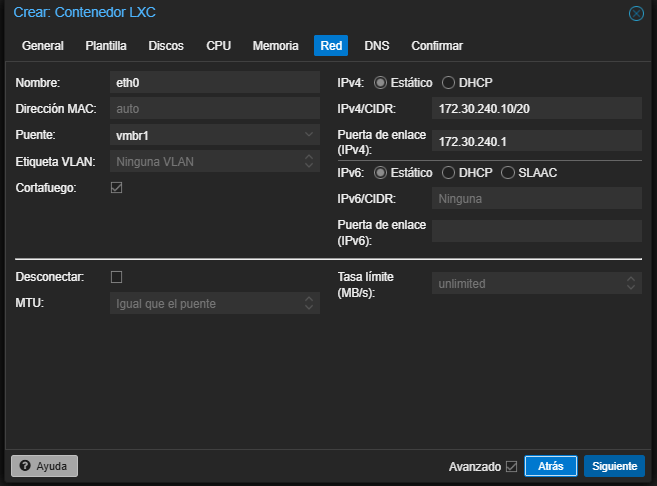 Crear: Contenedor LXC
General Plantilla Discos CPU Memoria Red DNS Confirmar
Nombre: eth0
Dirección MAC: auto
Puente: vmbr1
Etiqueta VLAN: Ninguna VLAN
Cortafuego:
IPv4: Estático DHCP
IPv4/CIDR: 172.30.240.10/20
Puerta de enlace
(IPv4): 172.30.240.1
IPv6: Estático DHCP SLAAC
IPv6/CIDR: Ninguna
Puerta de enlace
(IPv6):
Desconectar:
MTU: Igual que el puente
Tasa límite
(MB/s): unlimited
Ayuda
Avanzado Atrás Siguiente